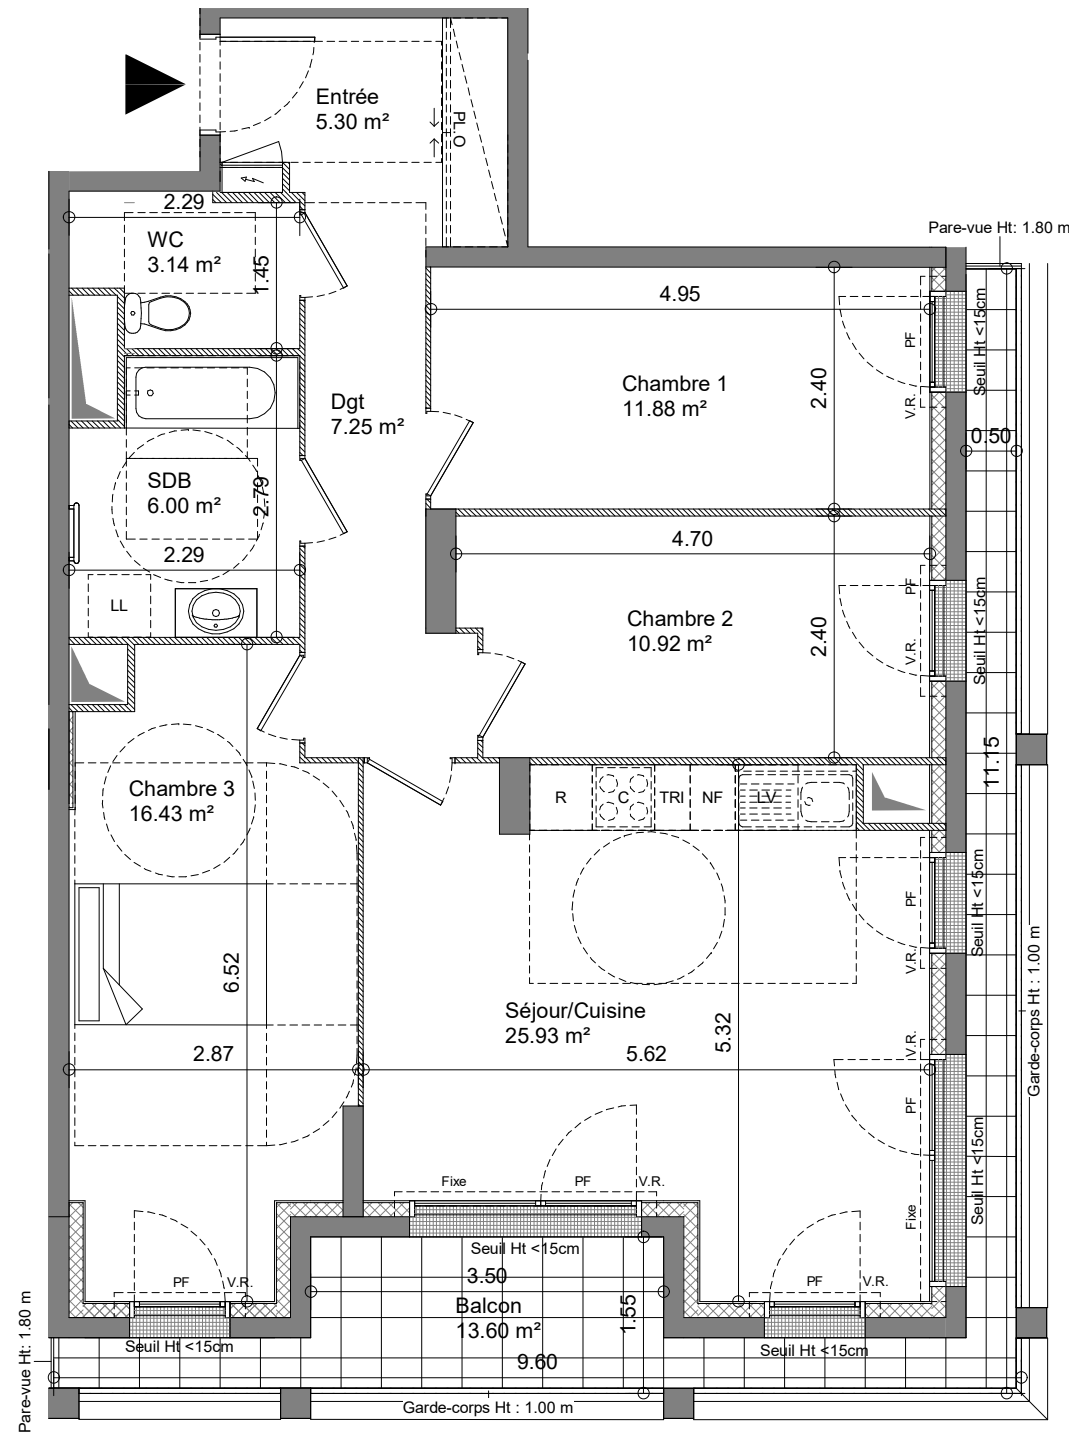 Entrée
5.30 m²
PL.O
2.29
WC
3.14 m²
1.45
Pare-vue Ht: 1.80 m
4.95
PF
Seuil Ht <15cm
Chambre 1
11.88 m²
2.40
V.R.
Dgt
7.25 m²
0.50
SDB
6.00 m²
2.79
2.29
4.70
LL
PF
Seuil Ht <15cm
Chambre 2
10.92 m²
2.40
V.R.
11.15
Chambre 3
16.43 m²
R
C
TRI
NF
LV
PF
Seuil Ht <15cm
V.R.
6.52
Séjour/Cuisine
25.93 m²
5.32
2.87
5.62
V.R.
PF
Garde-corps Ht : 1.00 m
Seuil Ht <15cm
Fixe
Fixe
PF
V.R.
Seuil Ht <15cm
3.50
PF
V.R.
PF
V.R.
Balcon
13.60 m²
1.55
Seuil Ht <15cm
Seuil Ht <15cm
9.60
Pare-vue Ht: 1.80 m
Garde-corps Ht : 1.00 m